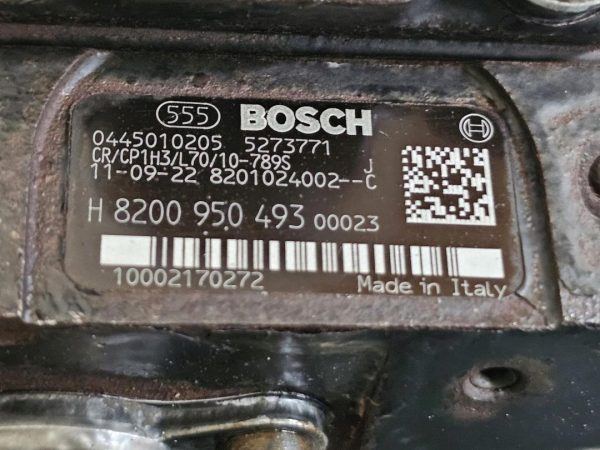 555 BOSCH
0445010205 5273771
CR/CP1H3/L70/10-789S J
11-09-22 8201024002--C
H 8200 950 493 00023
10002170272 Made in Italy